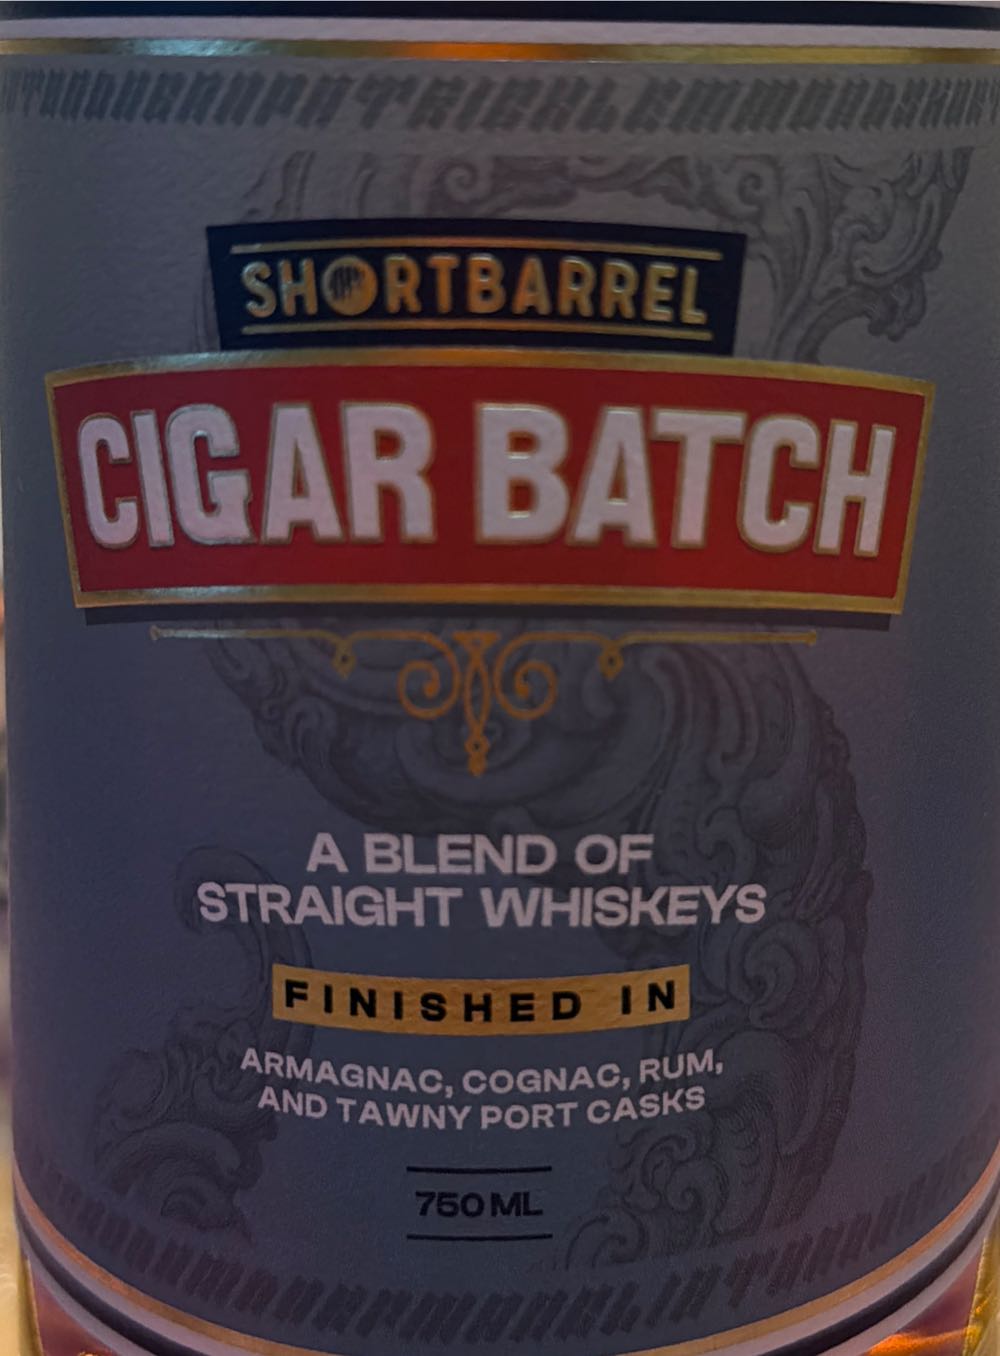 SHORTBARREL
CIGAR BATCH
A BLEND OF
STRAIGHT WHISKEYS
FINISHED IN
ARMAGNAC, COGNAC, RUM,
AND TAWNY PORT CASKS
750 ML